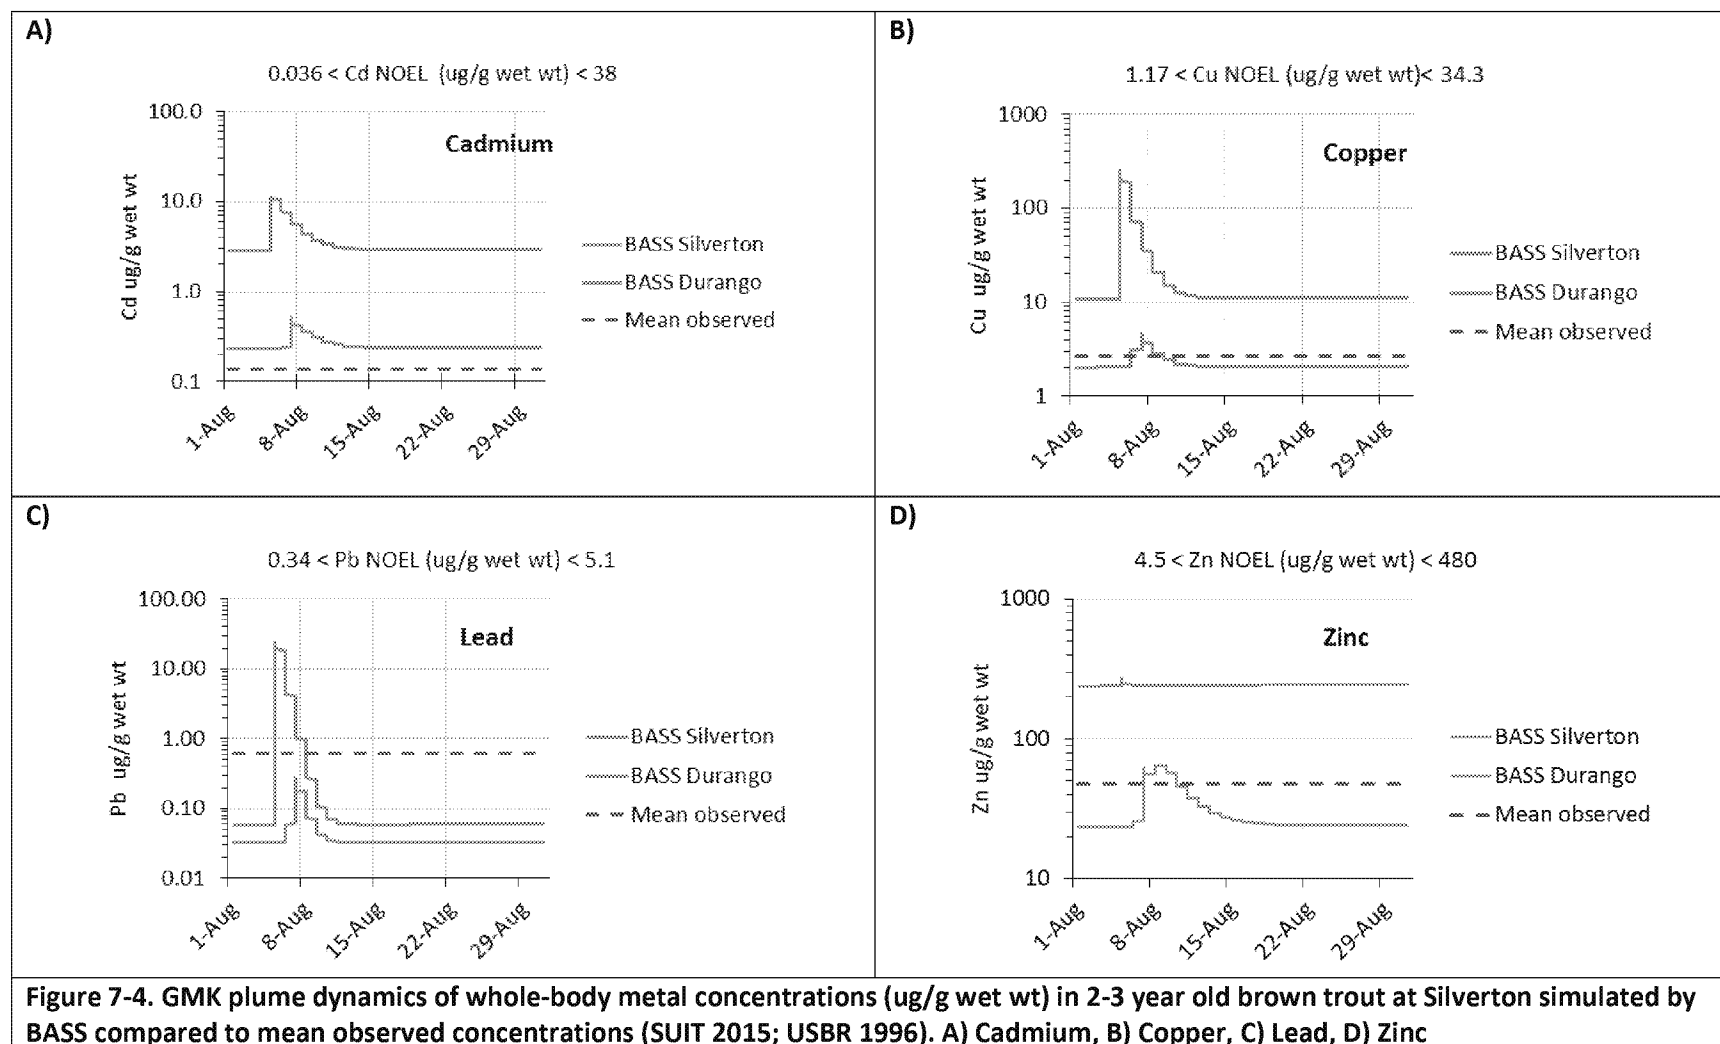 A)
0.036 < Cd NOEL (ug/g wet wt) < 38
Cadmium
Cd ug/g wet wt
100.0
10.0
1.0
0.1
1-Aug
8-Aug
15-Aug
22-Aug
29-Aug
BASS Silverton
BASS Durango
Mean observed
B)
1.17 < Cu NOEL (ug/g wet wt)< 34.3
Copper
Cu ug/g wet wt
1000
100
10
1
1-Aug
8-Aug
15-Aug
22-Aug
29-Aug
BASS Silverton
BASS Durango
Mean observed
C)
0.34 < Pb NOEL (ug/g wet wt) < 5.1
Lead
Pb ug/g wet wt
100.00
10.00
1.00
0.10
0.01
1-Aug
8-Aug
15-Aug
22-Aug
29-Aug
BASS Silverton
BASS Durango
Mean observed
D)
4.5 < Zn NOEL (ug/g wet wt) < 480
Zinc
Zn ug/g wet wt
1000
100
10
1-Aug
8-Aug
15-Aug
22-Aug
29-Aug
BASS Silverton
BASS Durango
Mean observed
Figure 7-4. GMK plume dynamics of whole-body metal concentrations (ug/g wet wt) in 2-3 year old brown trout at Silverton simulated by
BASS compared to mean observed concentrations (SUIT 2015; USBR 1996). A) Cadmium, B) Copper, C) Lead, D) Zinc